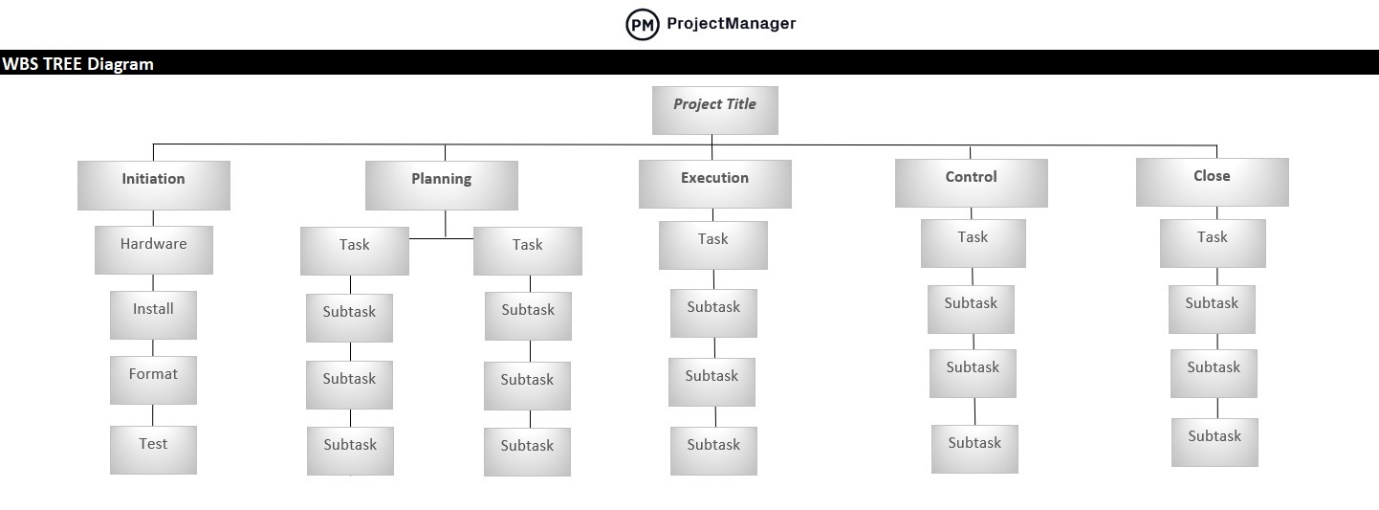 PM ProjectManager
WBS TREE Diagram
Project Title
Initiation
Planning
Execution
Control
Close
Hardware
Task
Task
Task
Task
Task
Install
Subtask
Subtask
Subtask
Subtask
Subtask
Format
Subtask
Subtask
Subtask
Subtask
Subtask
Test
Subtask
Subtask
Subtask
Subtask
Subtask